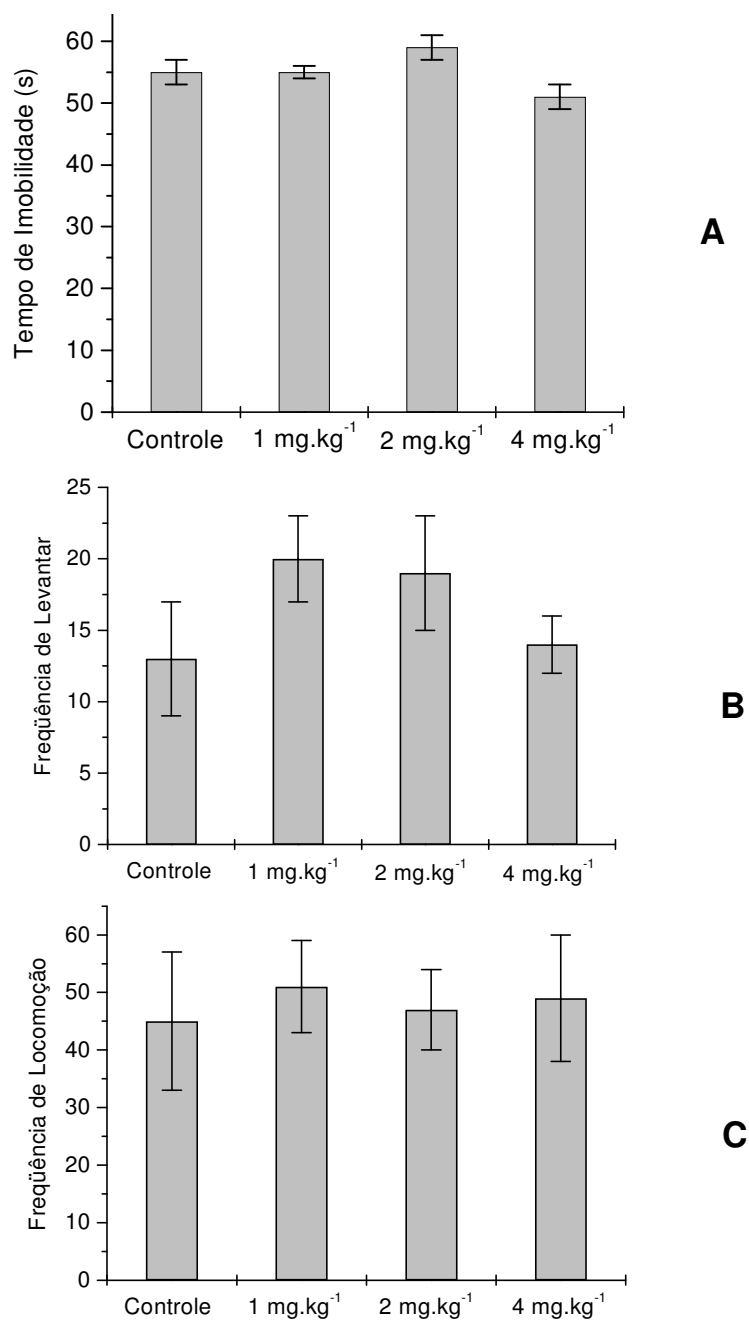 Tempo de Imobilidade (s)
60
50
40
30
20
10
0
Controle 1 mg.kg⁻¹ 2 mg.kg⁻¹ 4 mg.kg⁻¹
A
Freqüência de Levantar
25
20
15
10
5
0
Controle 1 mg.kg⁻¹ 2 mg.kg⁻¹ 4 mg.kg⁻¹
B
Freqüência de Locomoção
60
50
40
30
20
10
0
Controle 1 mg.kg⁻¹ 2 mg.kg⁻¹ 4 mg.kg⁻¹
C